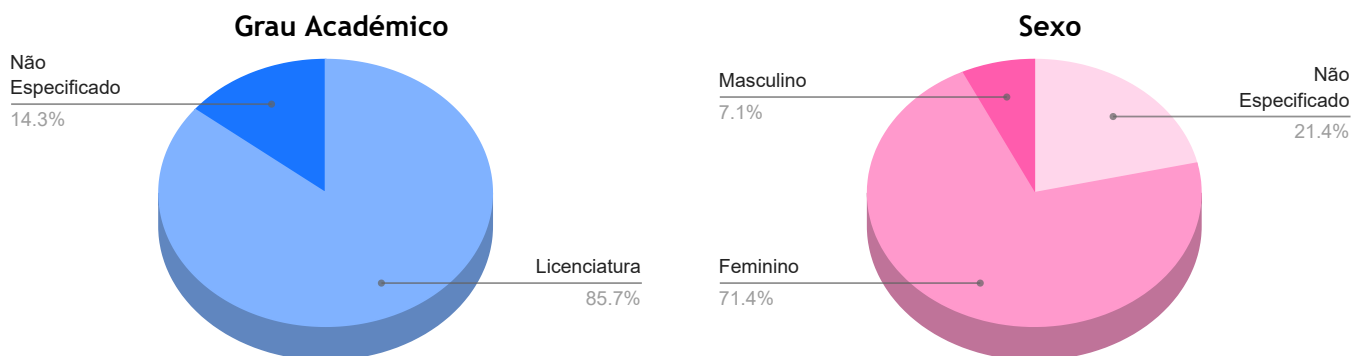 Grau Académico
Não
Especificado
14.3%
Licenciatura
85.7%
Sexo
Masculino
7.1%
Não
Especificado
21.4%
Feminino
71.4%